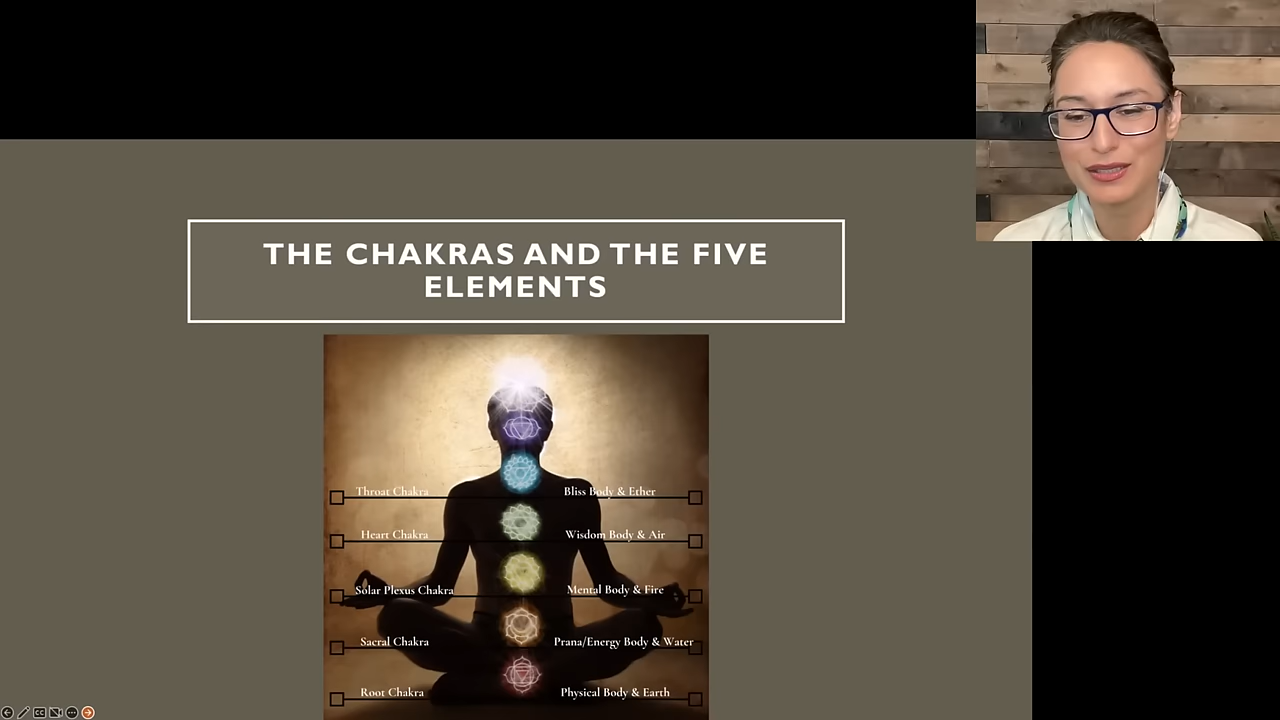 THE CHAKRAS AND THE FIVE
ELEMENTS
Throat Chakra Bliss Body & Ether
Heart Chakra Wisdom Body & Air
Solar Plexus Chakra Mental Body & Fire
Sacral Chakra Prana/Energy Body & Water
Root Chakra Physical Body & Earth
CC